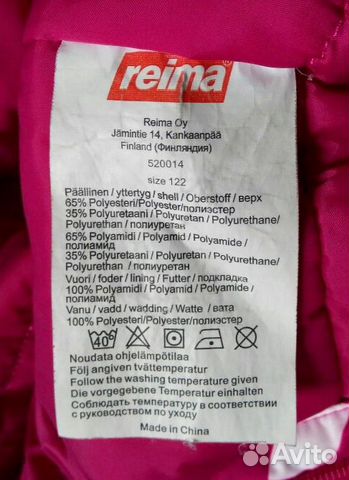 reima
Reima Oy
Jämintie 14, Kankaanpää
Finland (Финляндия)
520014
size 122
Päällinen / yttertyg / shell / Oberstoff / верх
65% Polyesteri/Polyester/полиэстер
35% Polyuretaani / Polyuretan / Polyurethane/
Polyurethan / полиуретан
65% Polyamidi / Polyamid / Polyamide /
полиамид
35% Polyuretaani / Polyuretan / Polyurethane/
Polyurethan / полиуретан
Vuori / foder / lining / Futter / подкладка
100% Polyamidi / Polyamid / Polyamide /
полиамид
Vanu / vadd / wadding / Watte / вата
100% Polyesteri/Polyester/полиэстер
40°
Noudata ohjelämpötilaa
Följ angiven tvättemperatur
Follow the washing temperature given
Die vorgegebene Temperatur einhalten
Соблюдать температуру в соответствии
с руководством по уходу
Made in China
Avito